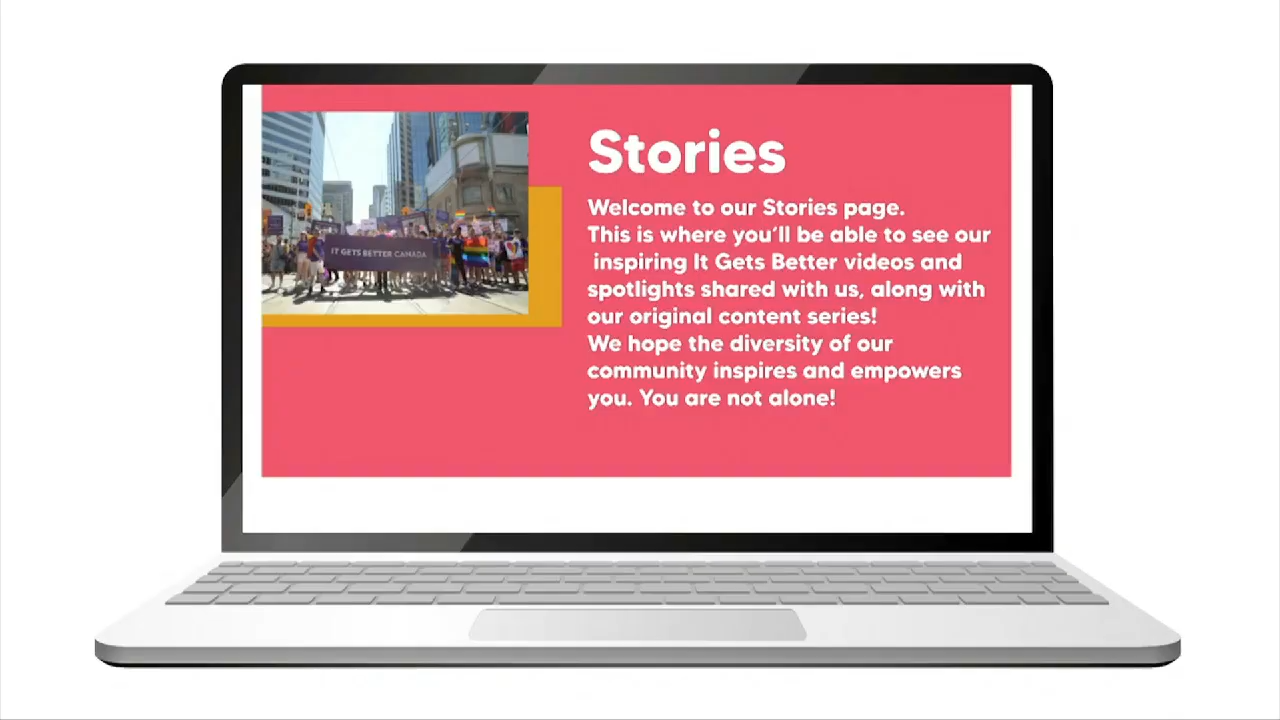 Stories
Welcome to our Stories page.
This is where you'll be able to see our
inspiring It Gets Better videos and
spotlights shared with us, along with
our original content series!
We hope the diversity of our
community inspires and empowers
you. You are not alone!
IT GETS BETTER CANADA